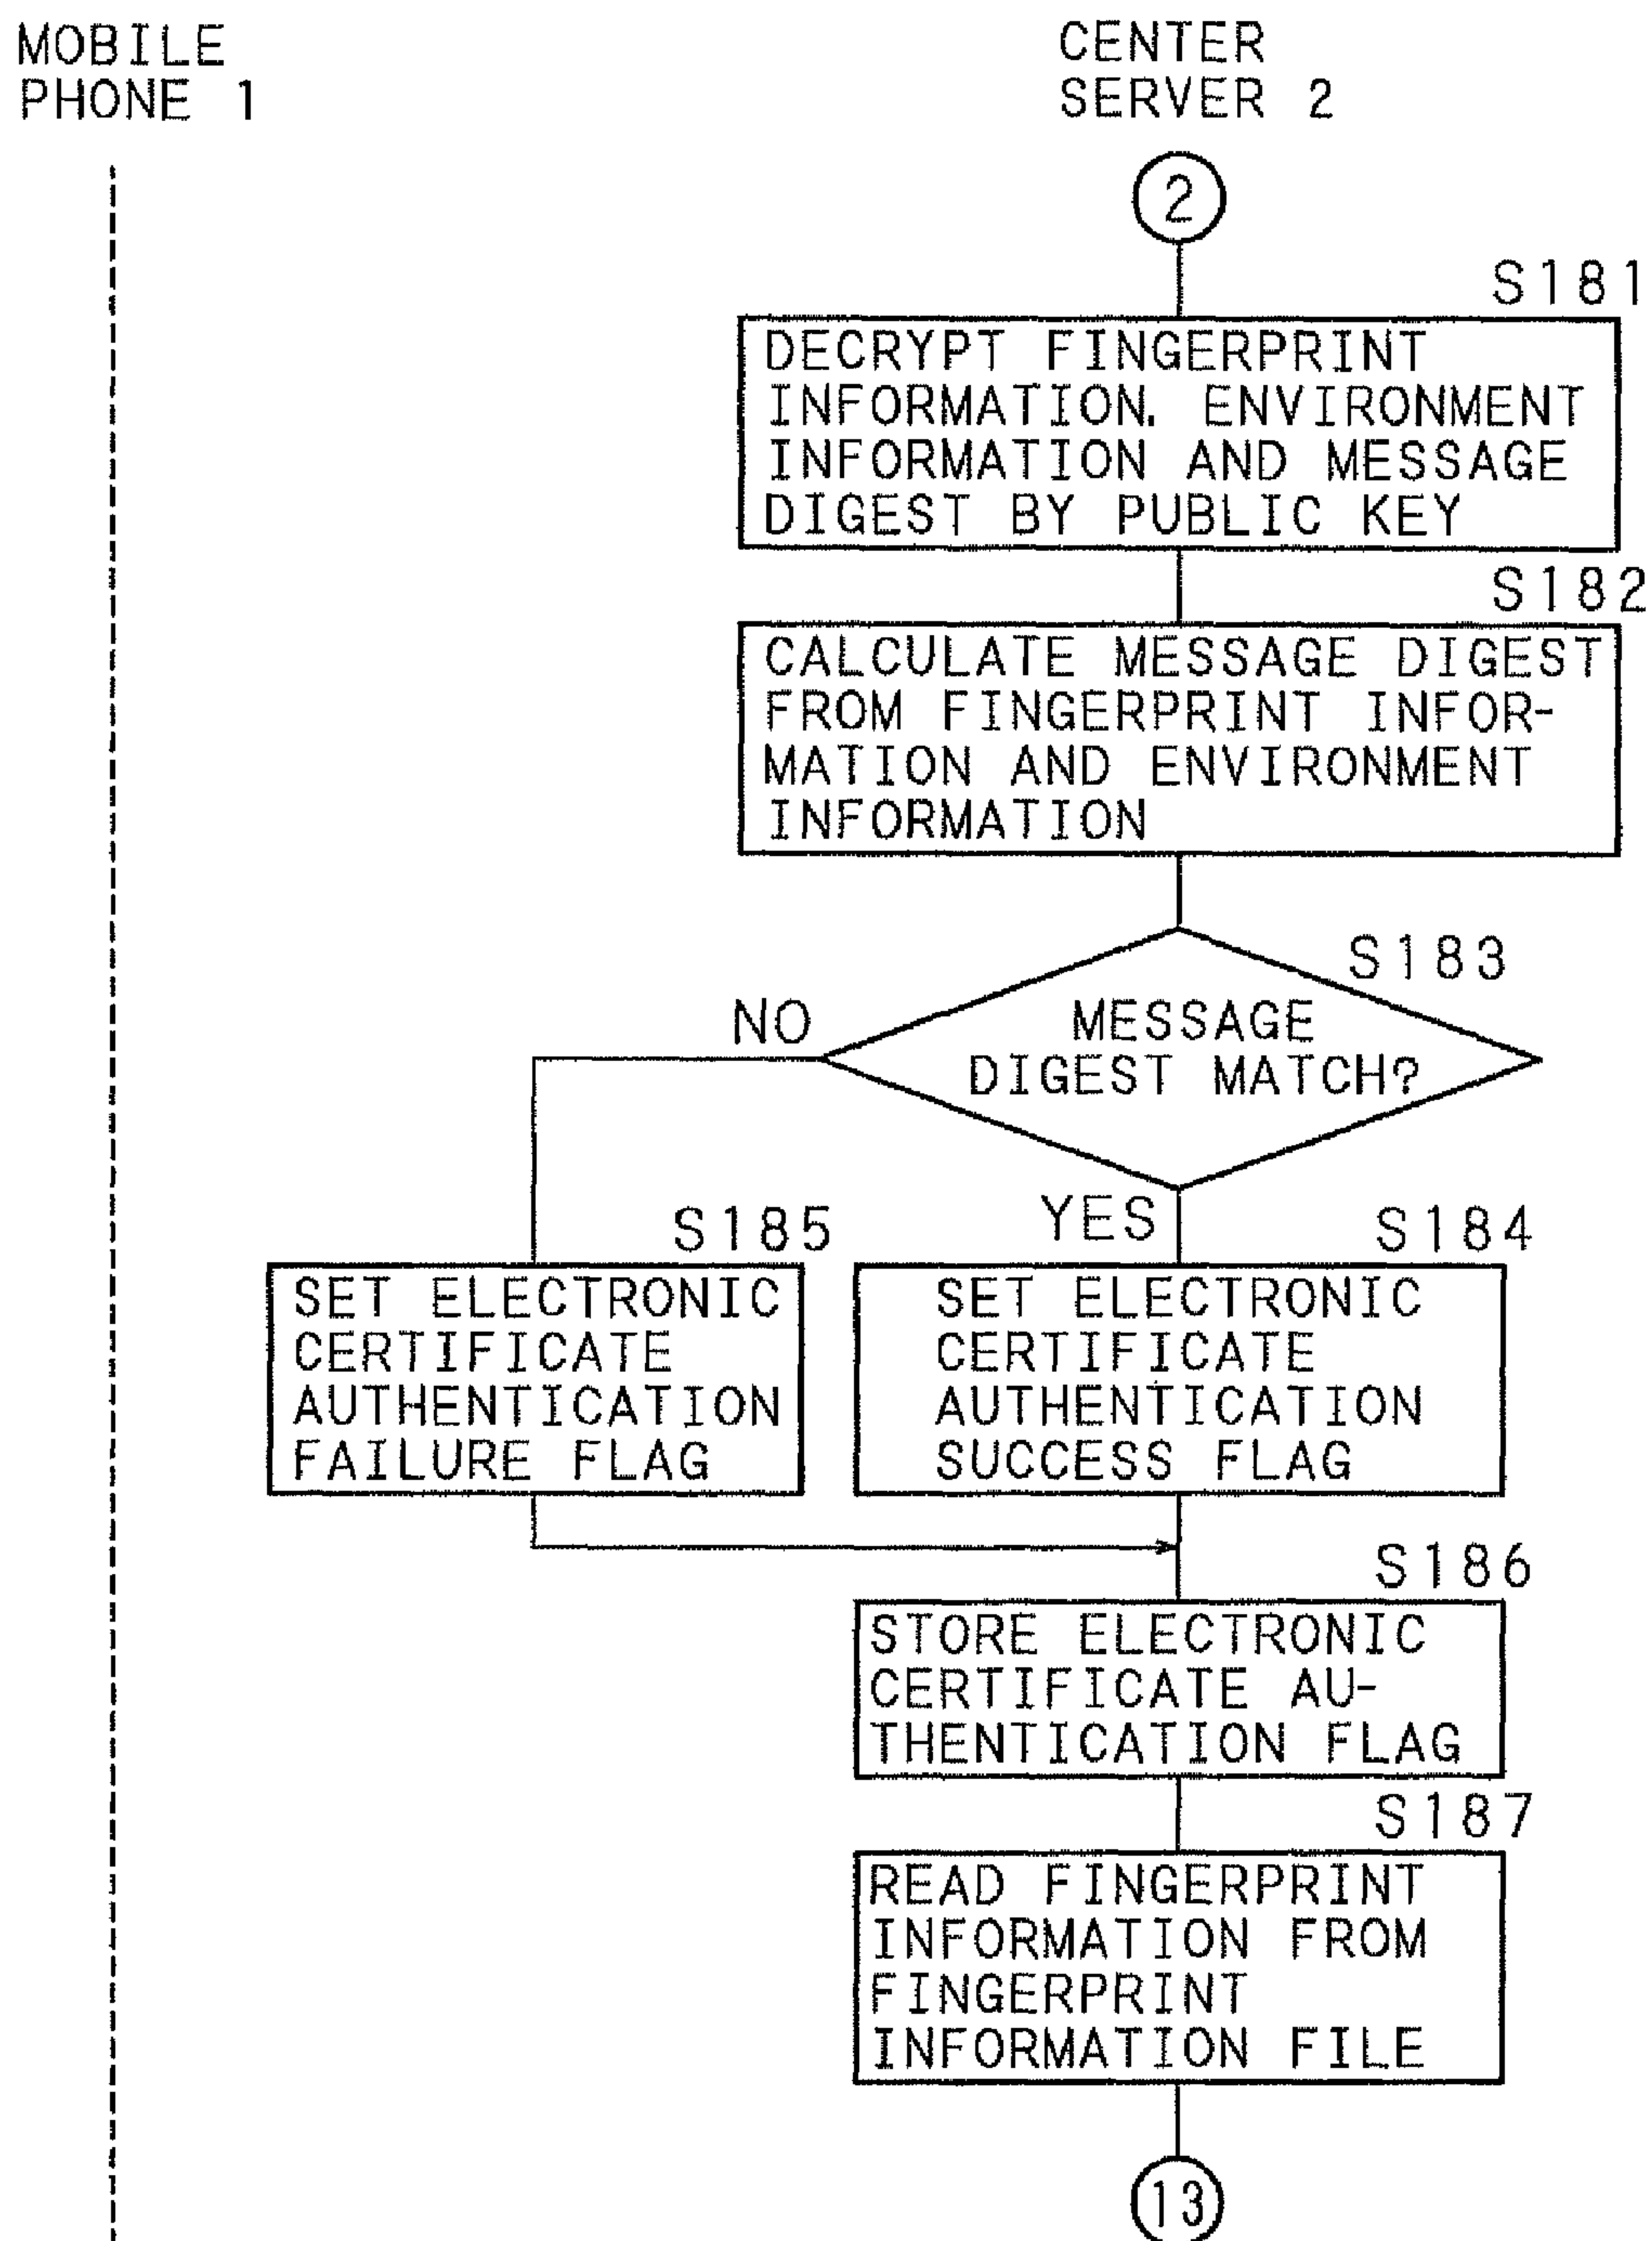 MOBILE
PHONE 1
CENTER
SERVER 2
2
S181
DECRYPT FINGERPRINT
INFORMATION. ENVIRONMENT
INFORMATION AND MESSAGE
DIGEST BY PUBLIC KEY
S182
CALCULATE MESSAGE DIGEST
FROM FINGERPRINT INFOR-
MATION AND ENVIRONMENT
INFORMATION
S183
MESSAGE
DIGEST MATCH?
NO
YES
S185
SET ELECTRONIC
CERTIFICATE
AUTHENTICATION
FAILURE FLAG
S184
SET ELECTRONIC
CERTIFICATE
AUTHENTICATION
SUCCESS FLAG
S186
STORE ELECTRONIC
CERTIFICATE AU-
THENTICATION FLAG
S187
READ FINGERPRINT
INFORMATION FROM
FINGERPRINT
INFORMATION FILE
13